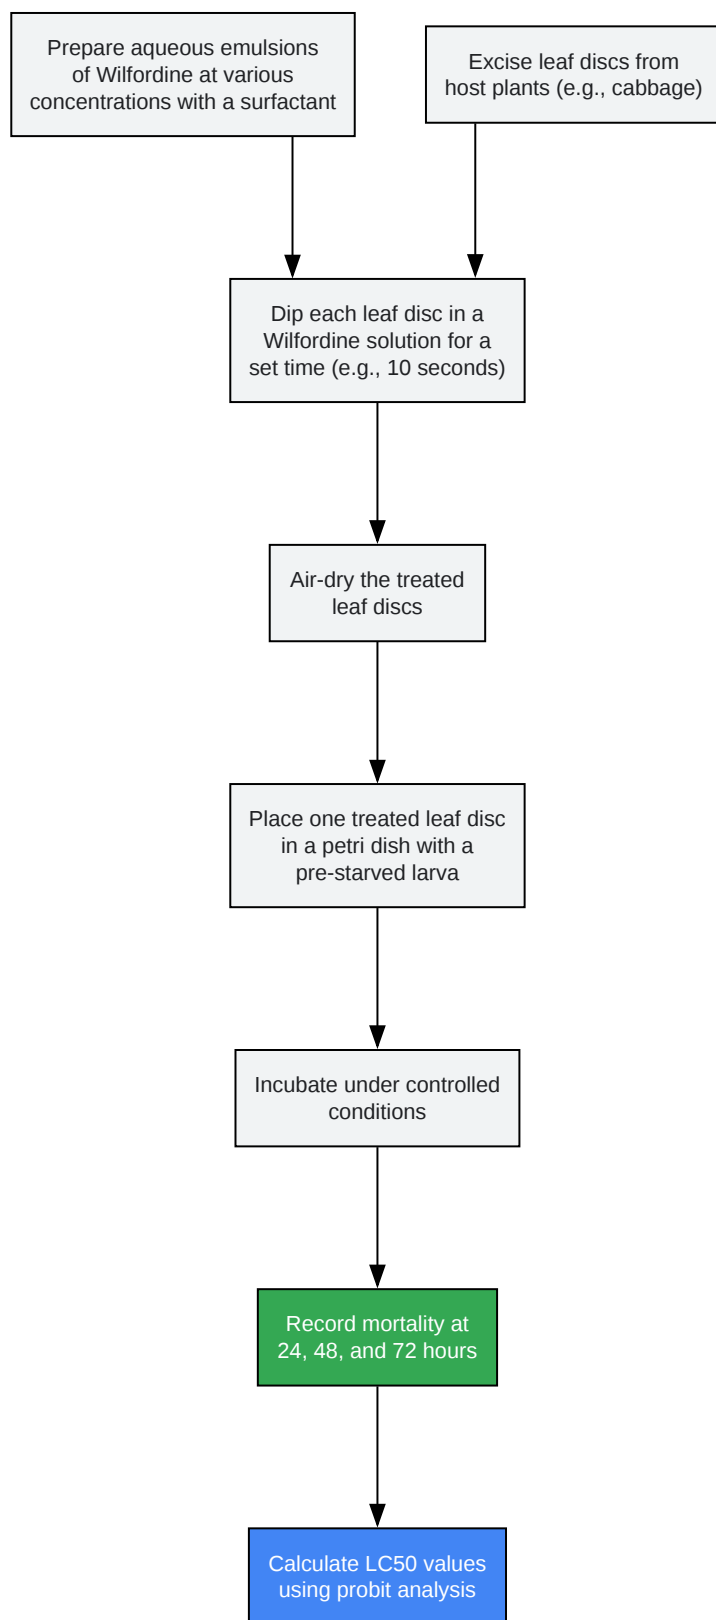 Prepare aqueous emulsions
of Wilfordine at various
concentrations with a surfactant
Excise leaf discs from
host plants (e.g., cabbage)
Dip each leaf disc in a
Wilfordine solution for a
set time (e.g., 10 seconds)
Air-dry the treated
leaf discs
Place one treated leaf disc
in a petri dish with a
pre-starved larva
Incubate under controlled
conditions
Record mortality at
24, 48, and 72 hours
Calculate LC50 values
using probit analysis